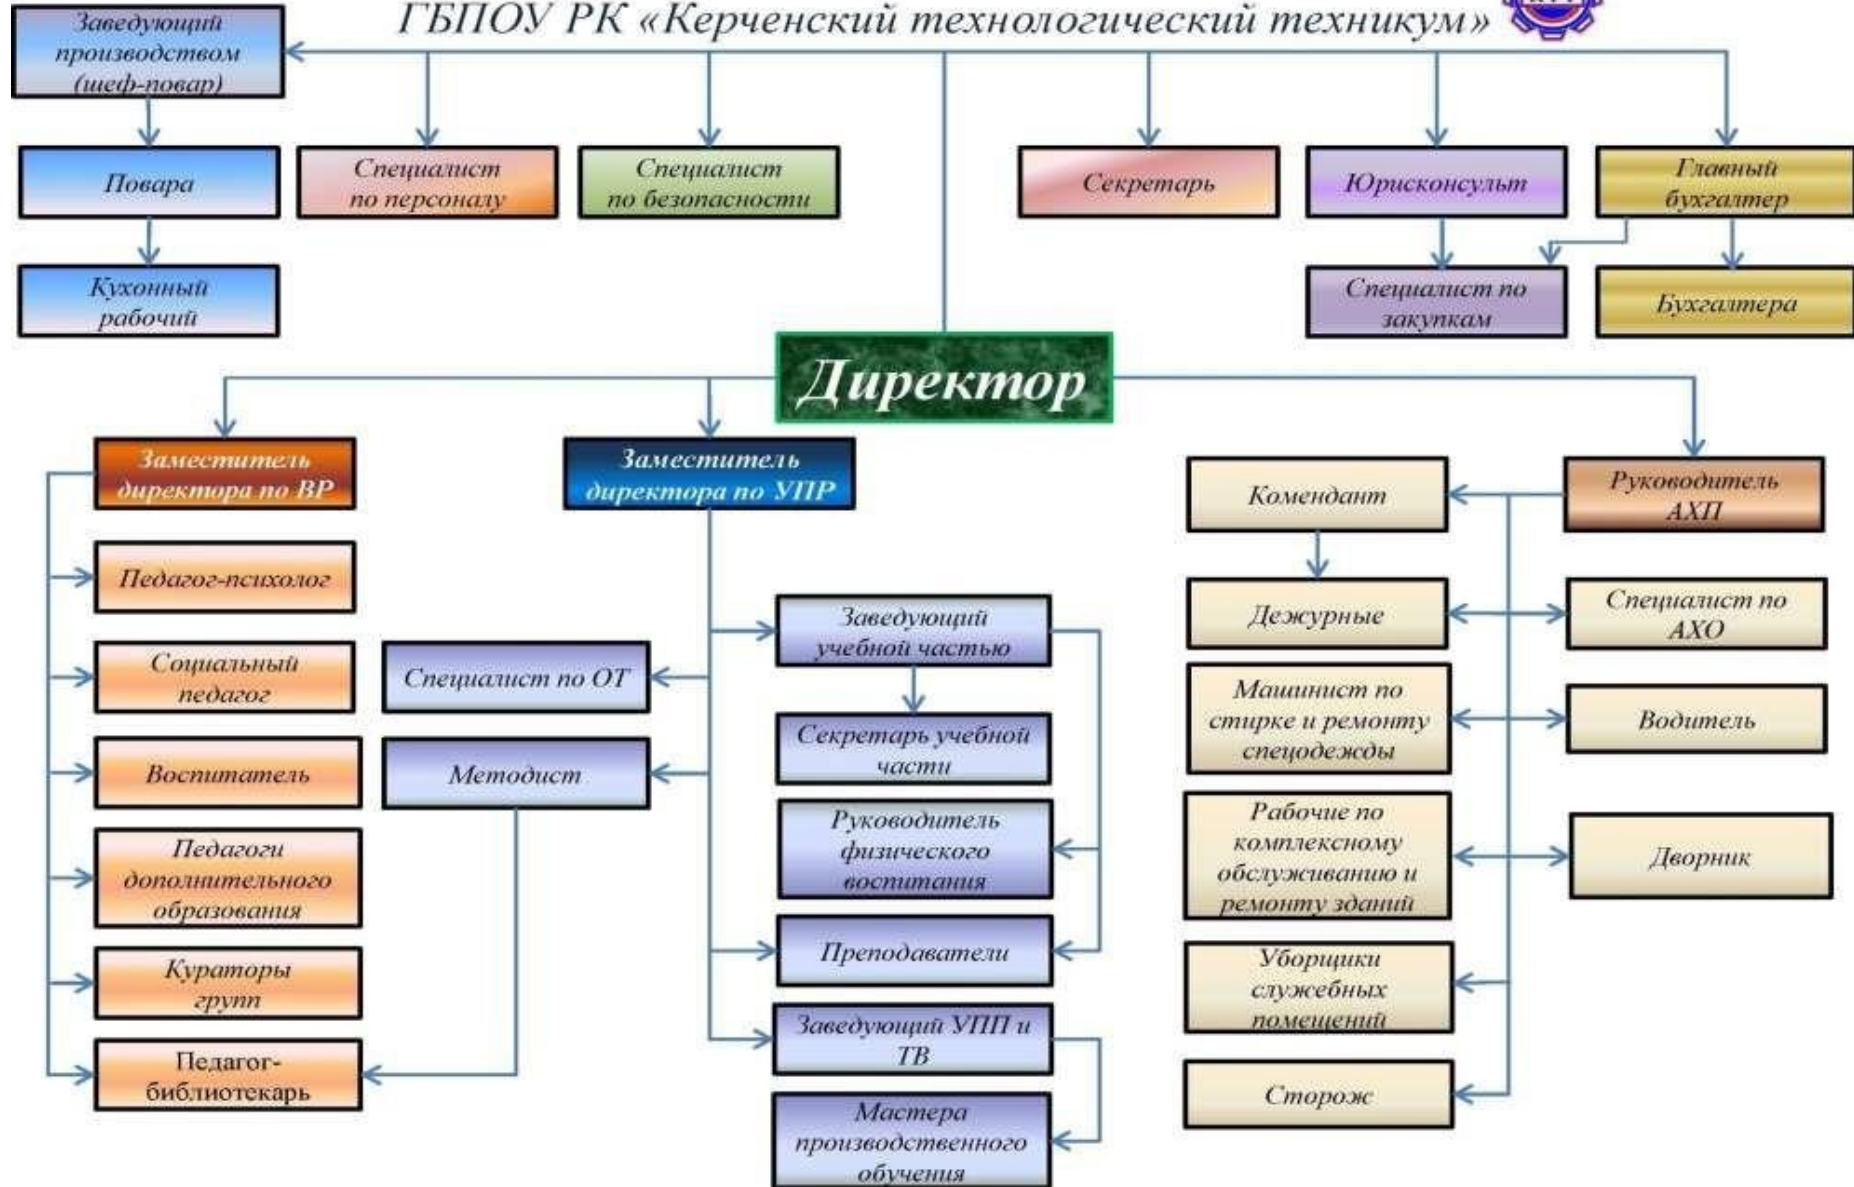 ГБПОУ РК «Керченский технологический техникум»
Заведующий
производством
(шеф-повар)
Повара
Специалист
по персоналу
Специалист
по безопасности
Секретарь
Юрисконсульт
Главный
бухгалтер
Кухонный
рабочий
Специалист по
закупкам
Бухгалтера
Директор
Заместитель
директора по ВР
Педагог-психолог
Социальный
педагог
Воспитатель
Педагоги
дополнительного
образования
Кураторы
групп
Педагог-
библиотекарь
Заместитель
директора по УПР
Специалист по ОТ
Методист
Заведующий
учебной частью
Секретарь учебной
части
Руководитель
физического
воспитания
Преподаватели
Заведующий УПП и
ТВ
Мастера
производственного
обучения
Руководитель
АХП
Комендант
Дежурные
Специалист по
АХО
Машинист по
стирке и ремонту
спецодежды
Водитель
Рабочие по
комплексному
обслуживанию и
ремонту зданий
Дворник
Уборщики
служебных
помещений
Сторож